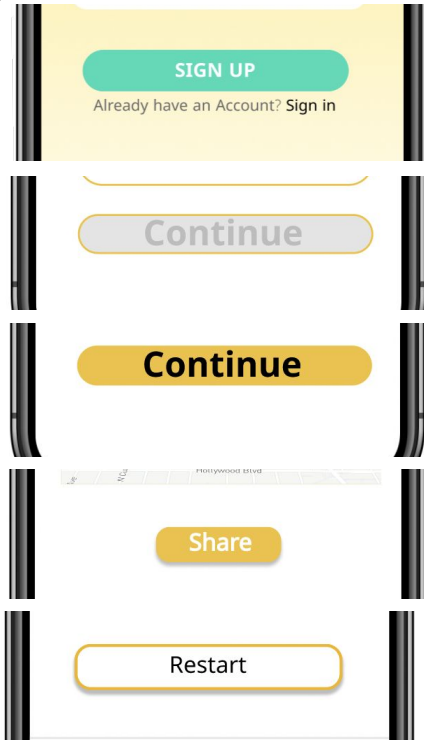 SIGN UP
Already have an Account? Sign in
Continue
Continue
Hollywood Blvd
Share
Restart